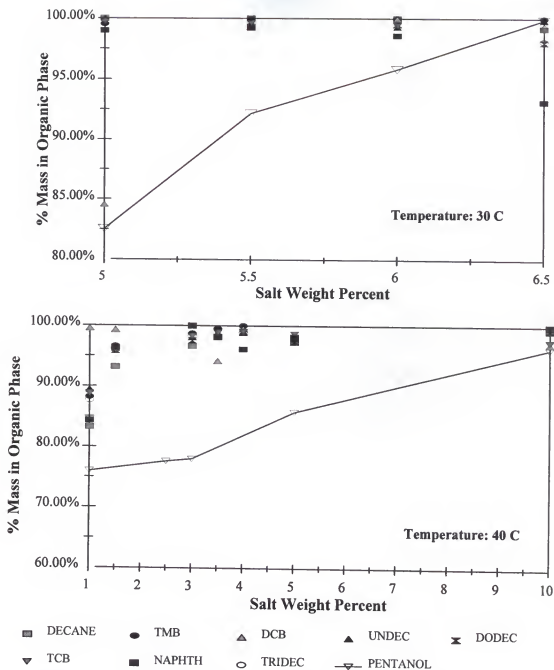 100.00%
95.00%
90.00%
85.00%
80.00%
% Mass in Organic Phase
Temperature: 30 C
5 5.5 6 6.5
Salt Weight Percent
100.00%
90.00%
80.00%
70.00%
60.00%
% Mass in Organic Phase
Temperature: 40 C
1 2 3 4 5 6 7 8 9 10
Salt Weight Percent
DECANE TMB DCB UNDEC DODEC
TCB NAPHTH TRIDEC PENTANOL